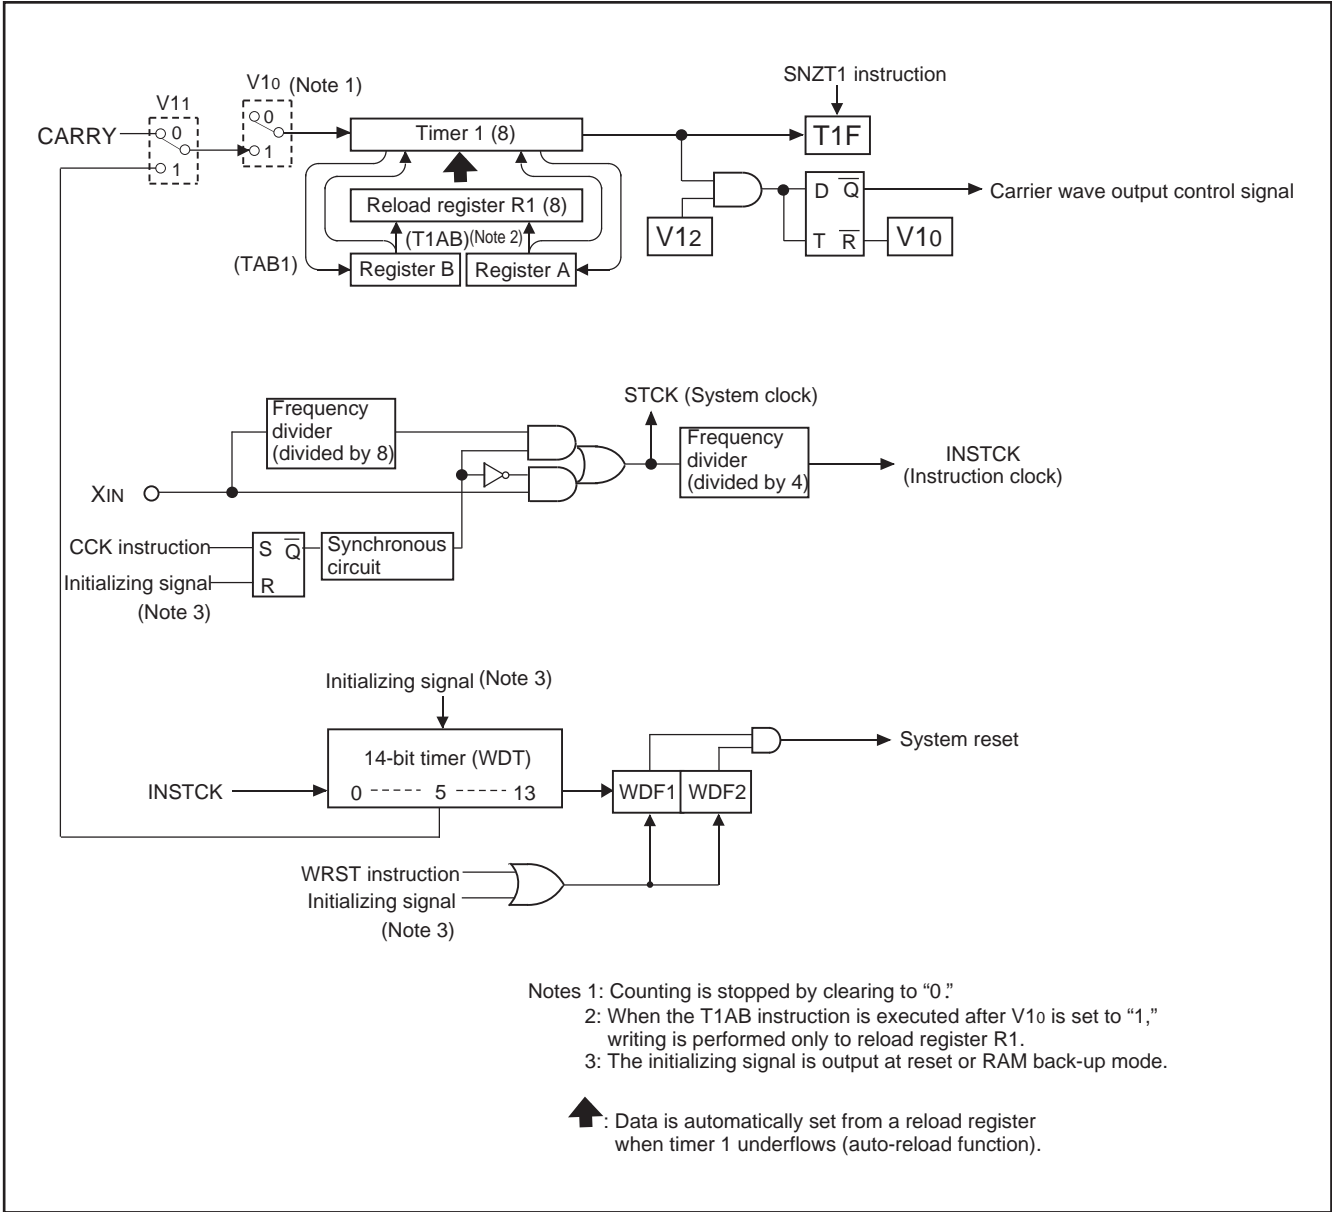 SNZT1 instruction
V10 (Note 1)
V11
CARRY
0
1
0
1
Timer 1 (8)
T1F
Reload register R1 (8)
(T1AB) (Note 2)
(TAB1)
Register B
Register A
V12
D Q
T R
V10
Carrier wave output control signal
STCK (System clock)
Frequency
divider
(divided by 8)
Frequency
divider
(divided by 4)
INSTCK
(Instruction clock)
XIN
CCK instruction
S Q
R
Synchronous
circuit
Initializing signal
(Note 3)
Initializing signal (Note 3)
14-bit timer (WDT)
0 ----- 5 ----- 13
INSTCK
WDF1
WDF2
System reset
WRST instruction
Initializing signal
(Note 3)
Notes 1: Counting is stopped by clearing to “0.”
2: When the T1AB instruction is executed after V10 is set to “1,”
writing is performed only to reload register R1.
3: The initializing signal is output at reset or RAM back-up mode.
: Data is automatically set from a reload register
when timer 1 underflows (auto-reload function).